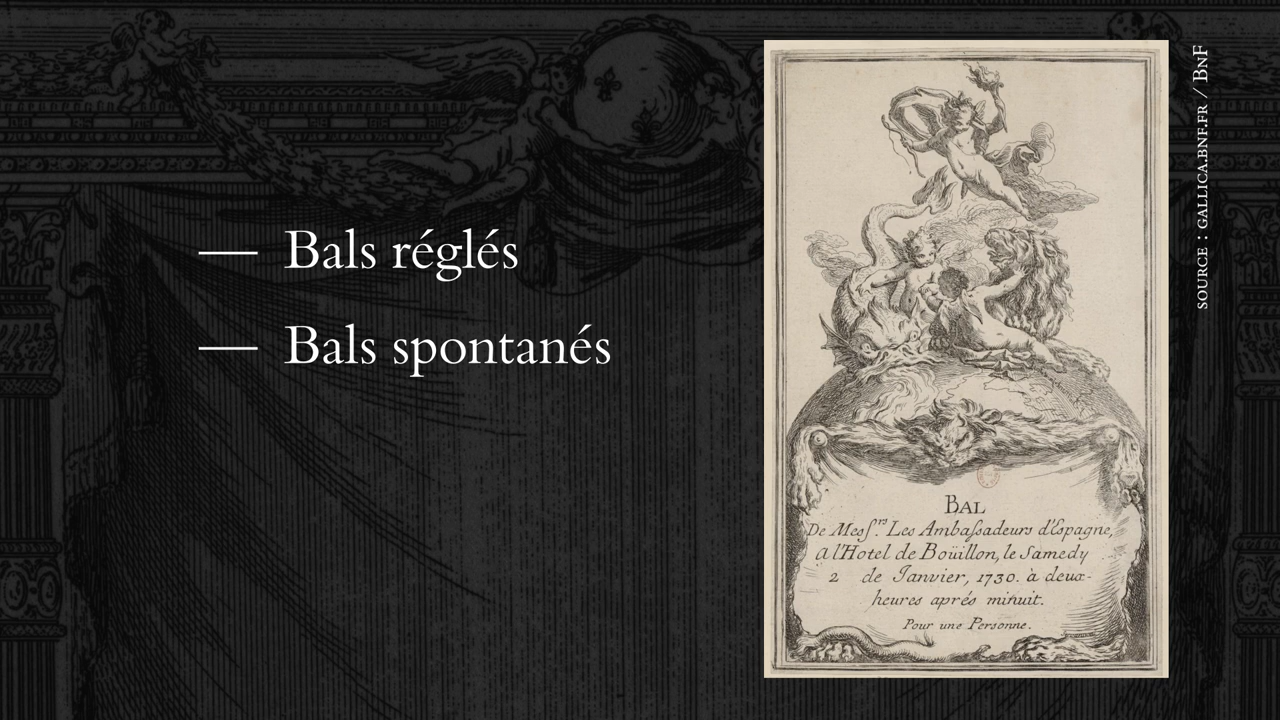 — Bals réglés
— Bals spontanés
BAL
De Mesſ.rs Les Ambaſsadeurs d'Espagne,
a l'Hotel de Boüillon, le Samedy
2 de Janvier, 1730. à deux-
heures aprés minuit.
Pour une Personne.
SOURCE : GALLICA.BNF.FR / BNF